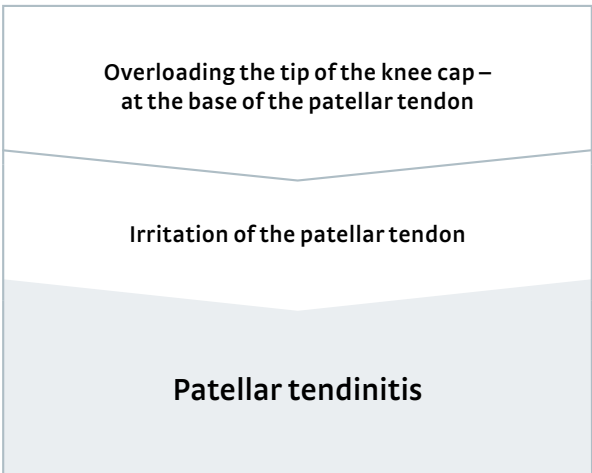 Overloading the tip of the knee cap –
at the base of the patellar tendon
Irritation of the patellar tendon
Patellar tendinitis